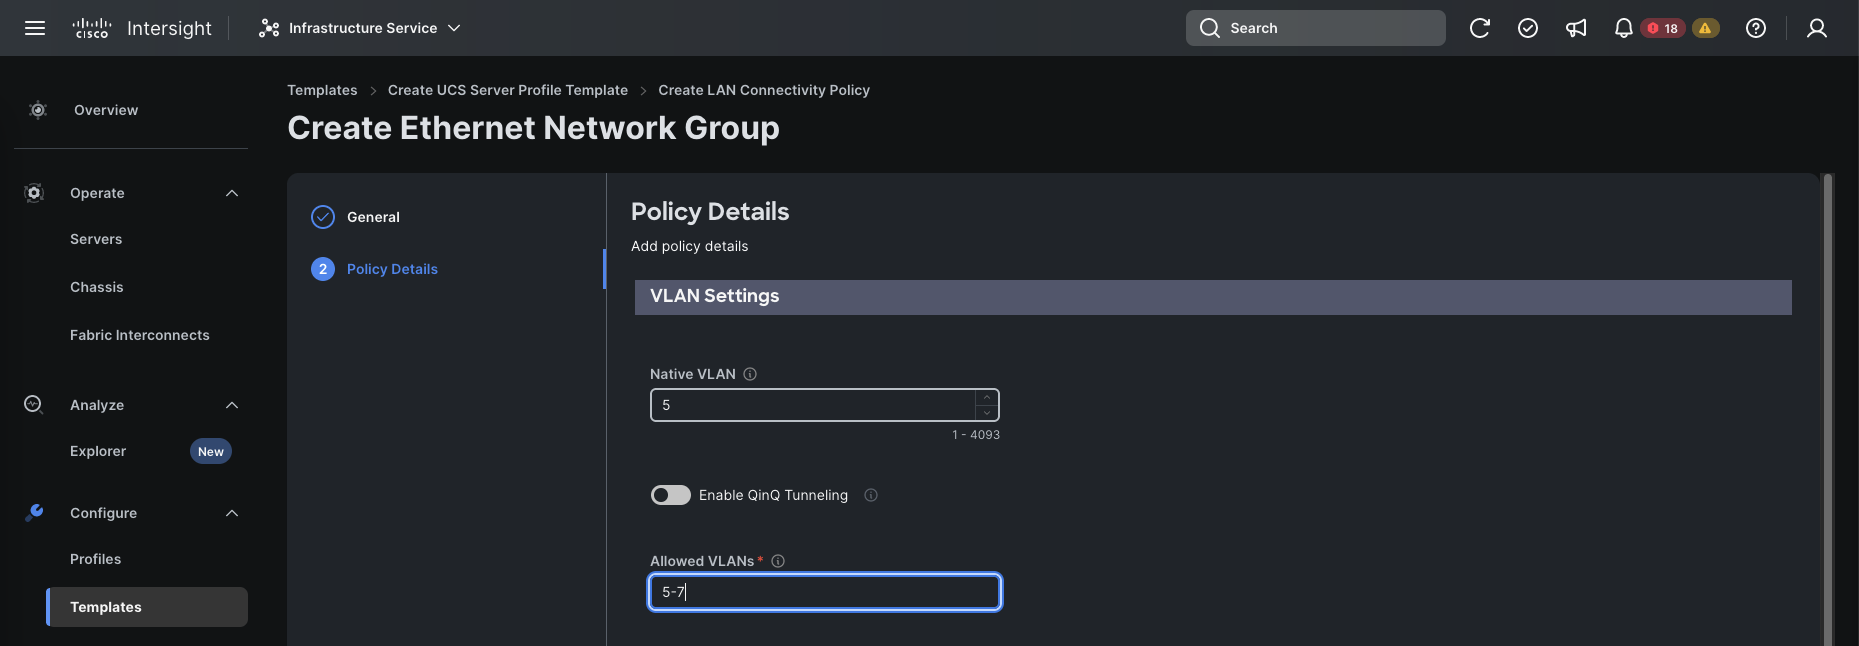 CISCO Intersight Infrastructure Service Search 18
Templates > Create UCS Server Profile Template > Create LAN Connectivity Policy
Create Ethernet Network Group
Overview
Operate
Servers
Chassis
Fabric Interconnects
Analyze
Explorer New
Configure
Profiles
Templates
General
2 Policy Details
Policy Details
Add policy details
VLAN Settings
Native VLAN
5
1 - 4093
Enable QinQ Tunneling
Allowed VLANs *
5-7